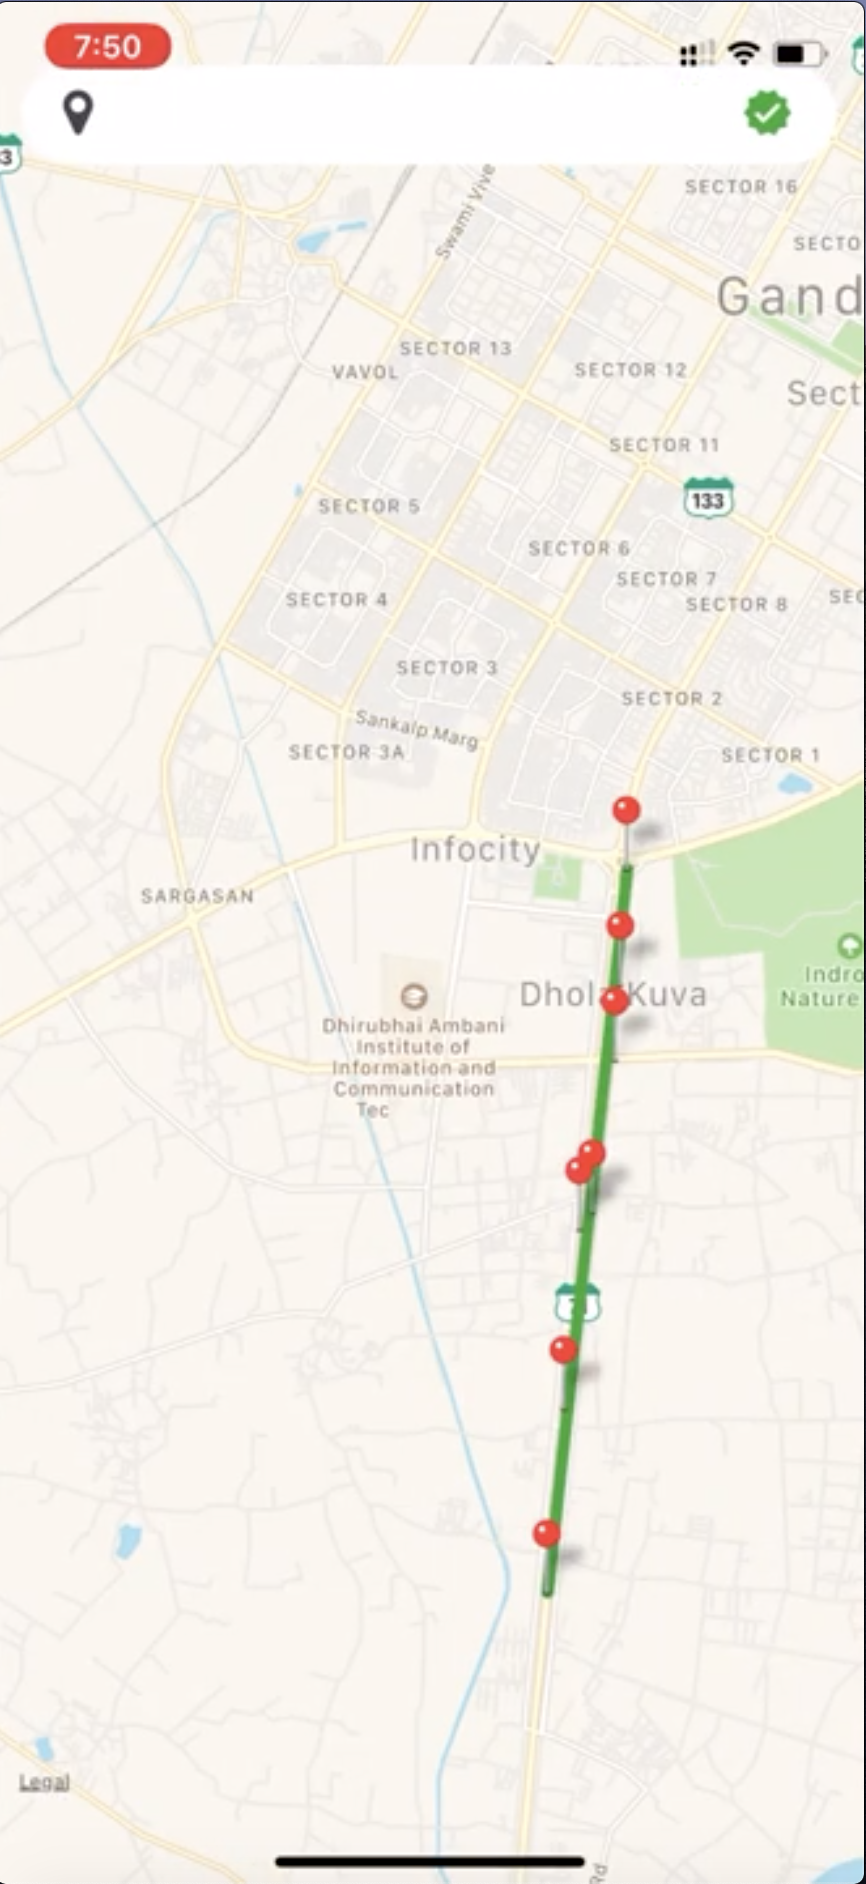 7:50
3
SECTOR 16
Swami Vive
SECTO
Gand
SECTOR 13
VAVOL
SECTOR 12
Sect
SECTOR 11
133
SECTOR 5
SECTOR 6
SECTOR 7
SECTOR 4
SECTOR 8
SEC
SECTOR 3
SECTOR 2
Sankalp Marg
SECTOR 3A
SECTOR 1
Infocity
SARGASAN
Indro
Nature
Kuva
Dhirubhai Ambani
Institute of
Information and
Communication
Tec
Legal
Rd